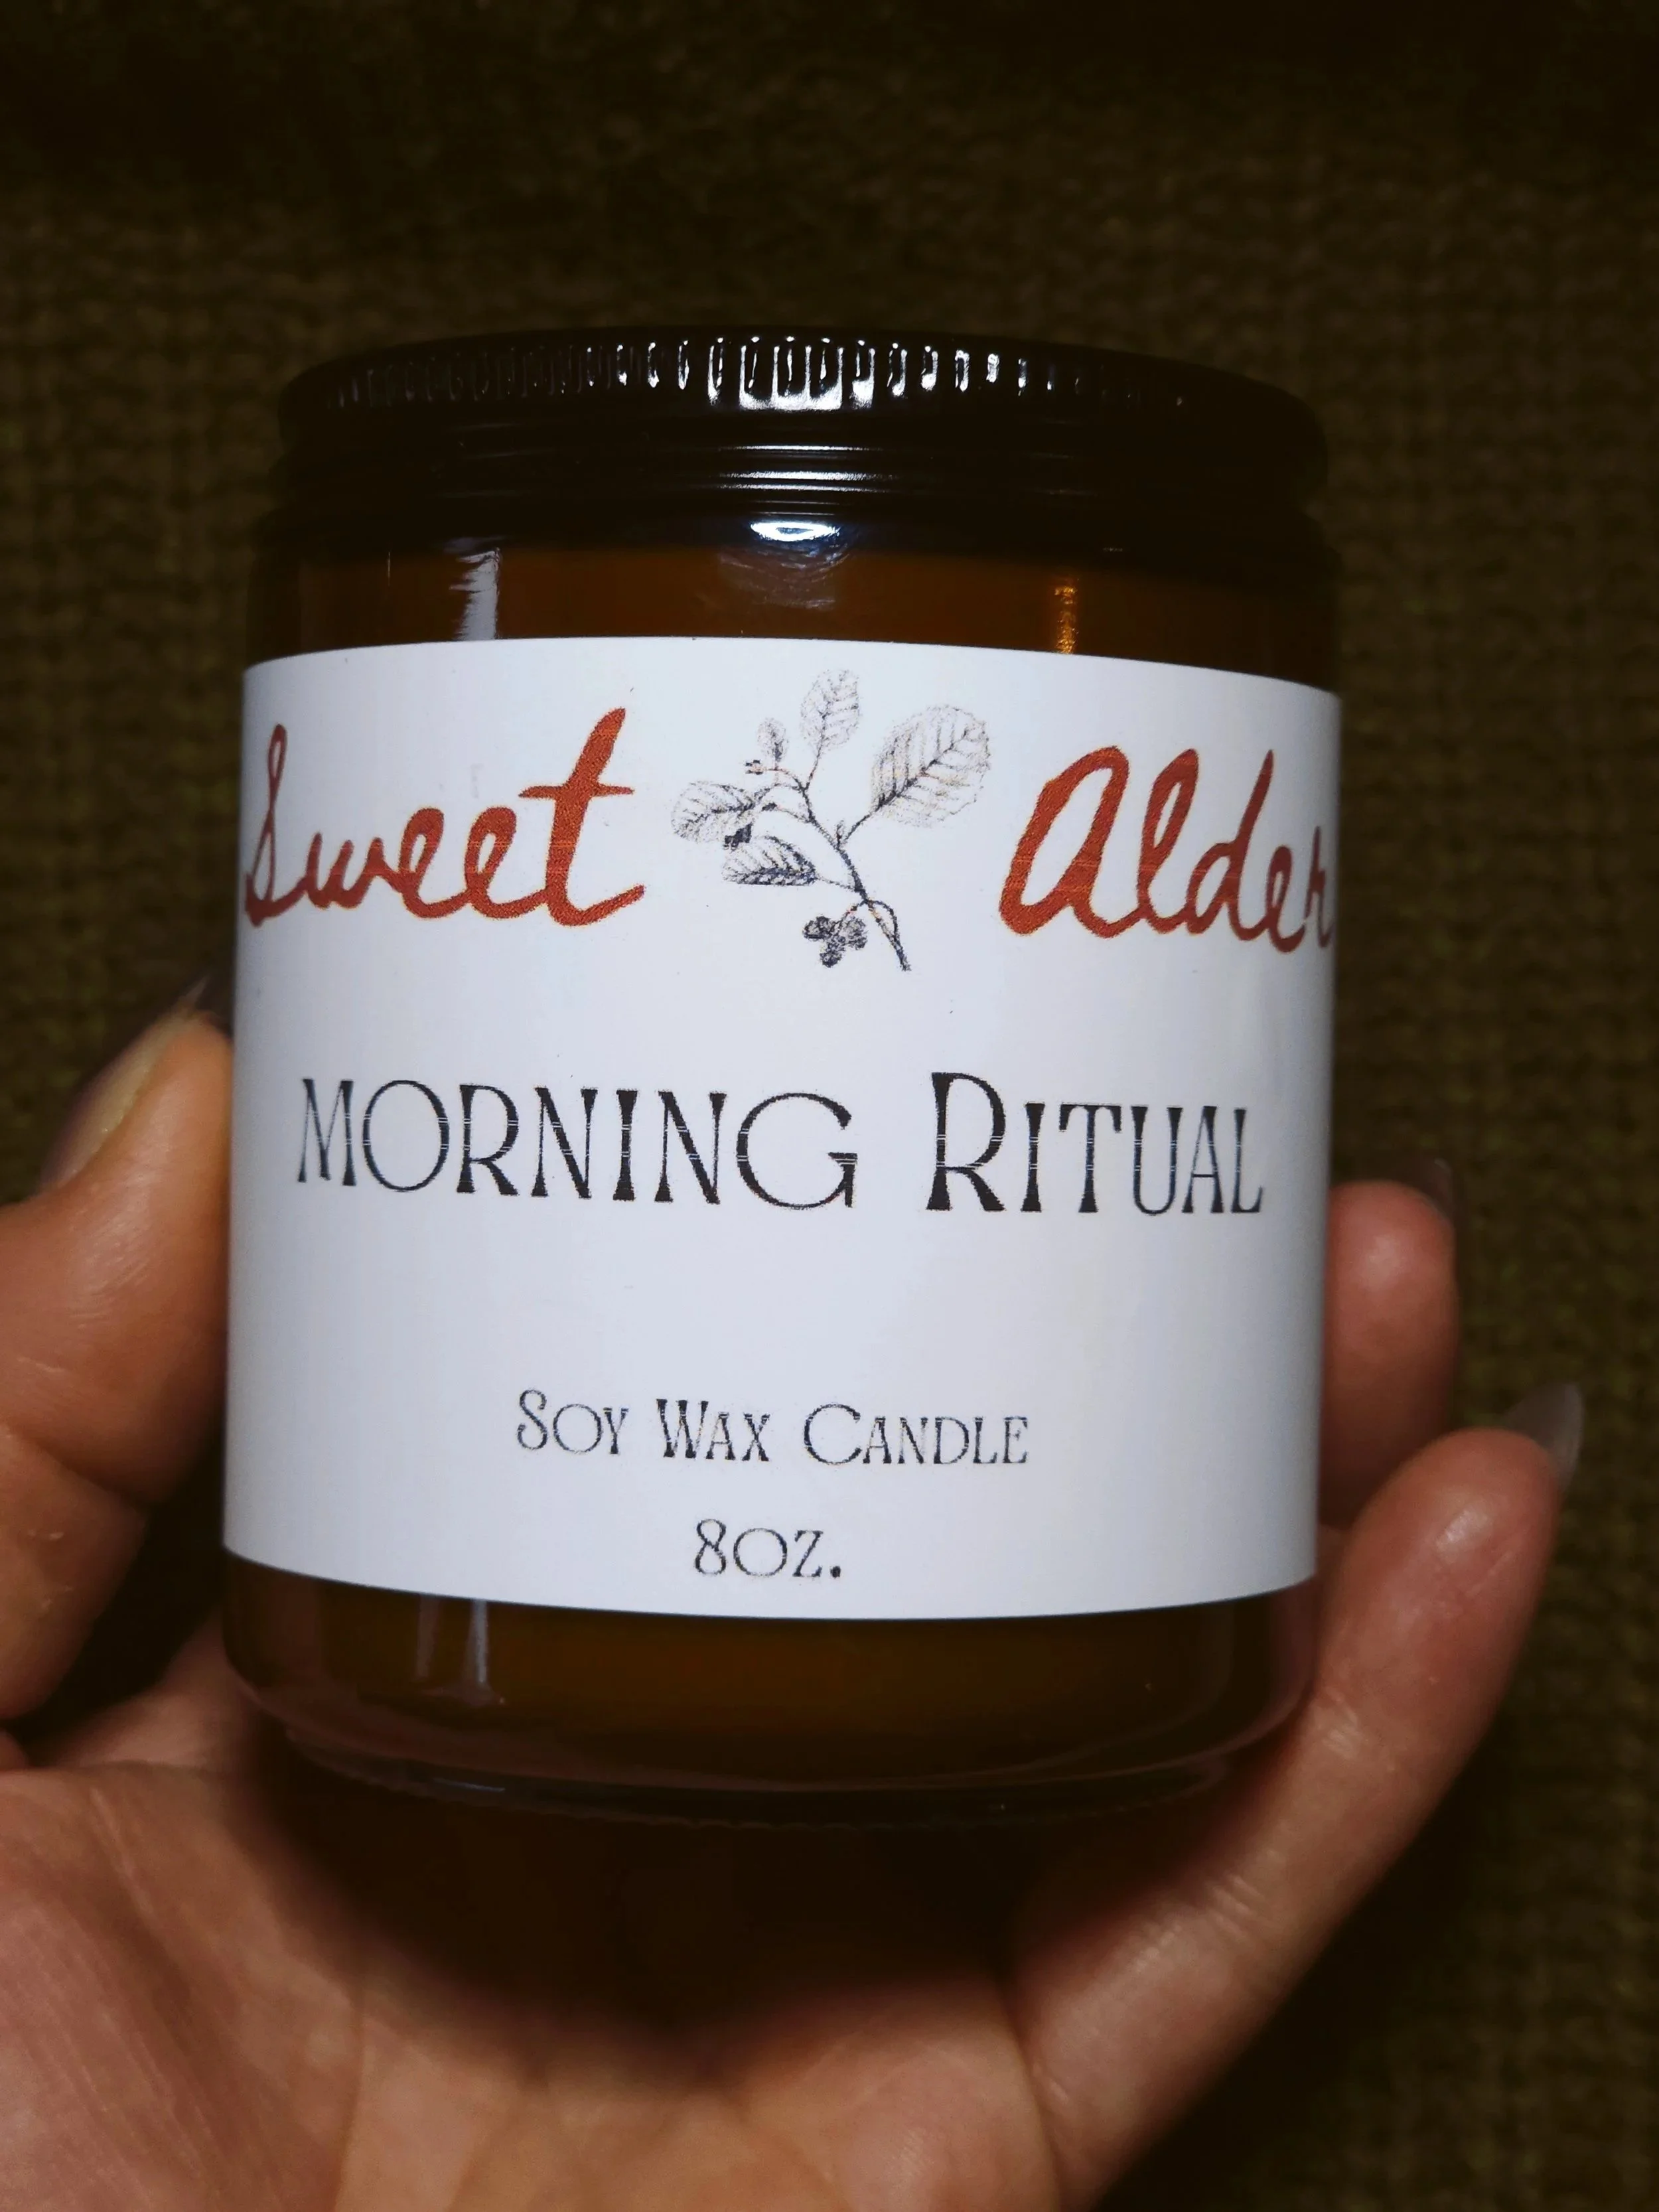 Sweet Alder
MORNING RITUAL
SOY WAX CANDLE
8OZ.